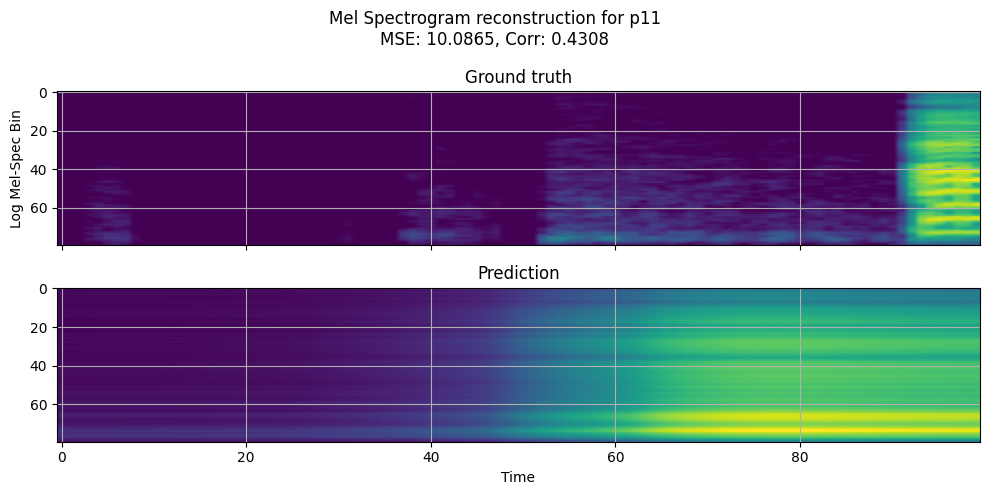 Mel Spectrogram reconstruction for p11
MSE: 10.0865, Corr: 0.4308
Ground truth
Log Mel-Spec Bin
0
20
40
60
Prediction
0
20
40
60
0 20 40 60 80
Time